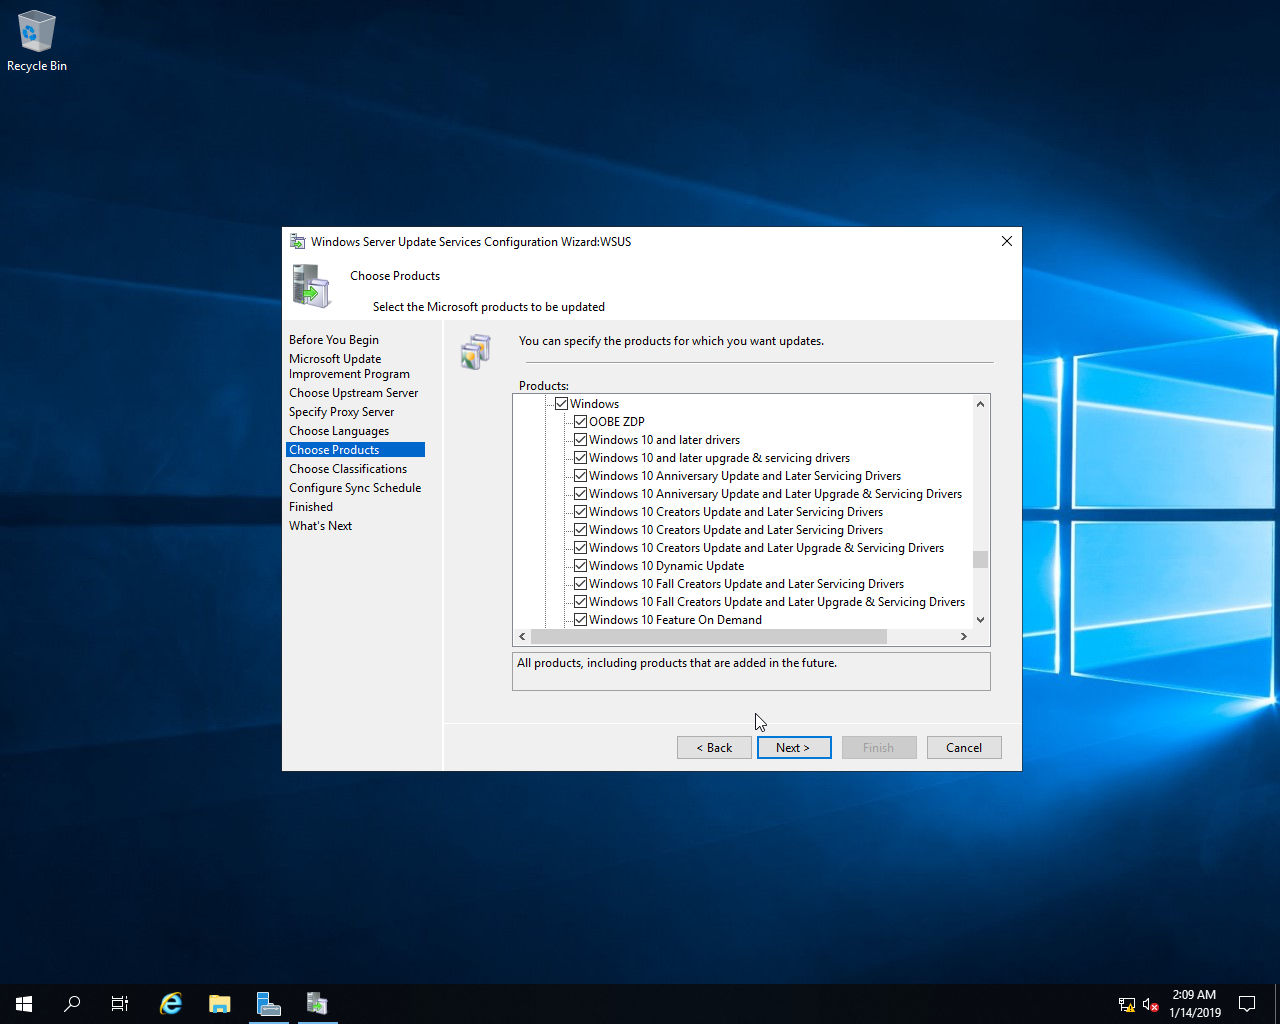 Recycle Bin
Windows Server Update Services Configuration Wizard:WSUS
Choose Products
Select the Microsoft products to be updated
Before You Begin
Microsoft Update
Improvement Program
Choose Upstream Server
Specify Proxy Server
Choose Languages
Choose Products
Choose Classifications
Configure Sync Schedule
Finished
What's Next
You can specify the products for which you want updates.
Products:
Windows
OOBE ZDP
Windows 10 and later drivers
Windows 10 and later upgrade & servicing drivers
Windows 10 Anniversary Update and Later Servicing Drivers
Windows 10 Anniversary Update and Later Upgrade & Servicing Drivers
Windows 10 Creators Update and Later Servicing Drivers
Windows 10 Creators Update and Later Servicing Drivers
Windows 10 Creators Update and Later Upgrade & Servicing Drivers
Windows 10 Dynamic Update
Windows 10 Fall Creators Update and Later Servicing Drivers
Windows 10 Fall Creators Update and Later Upgrade & Servicing Drivers
Windows 10 Feature On Demand
All products, including products that are added in the future.
< Back
Next >
Finish
Cancel
2:09 AM
1/14/2019